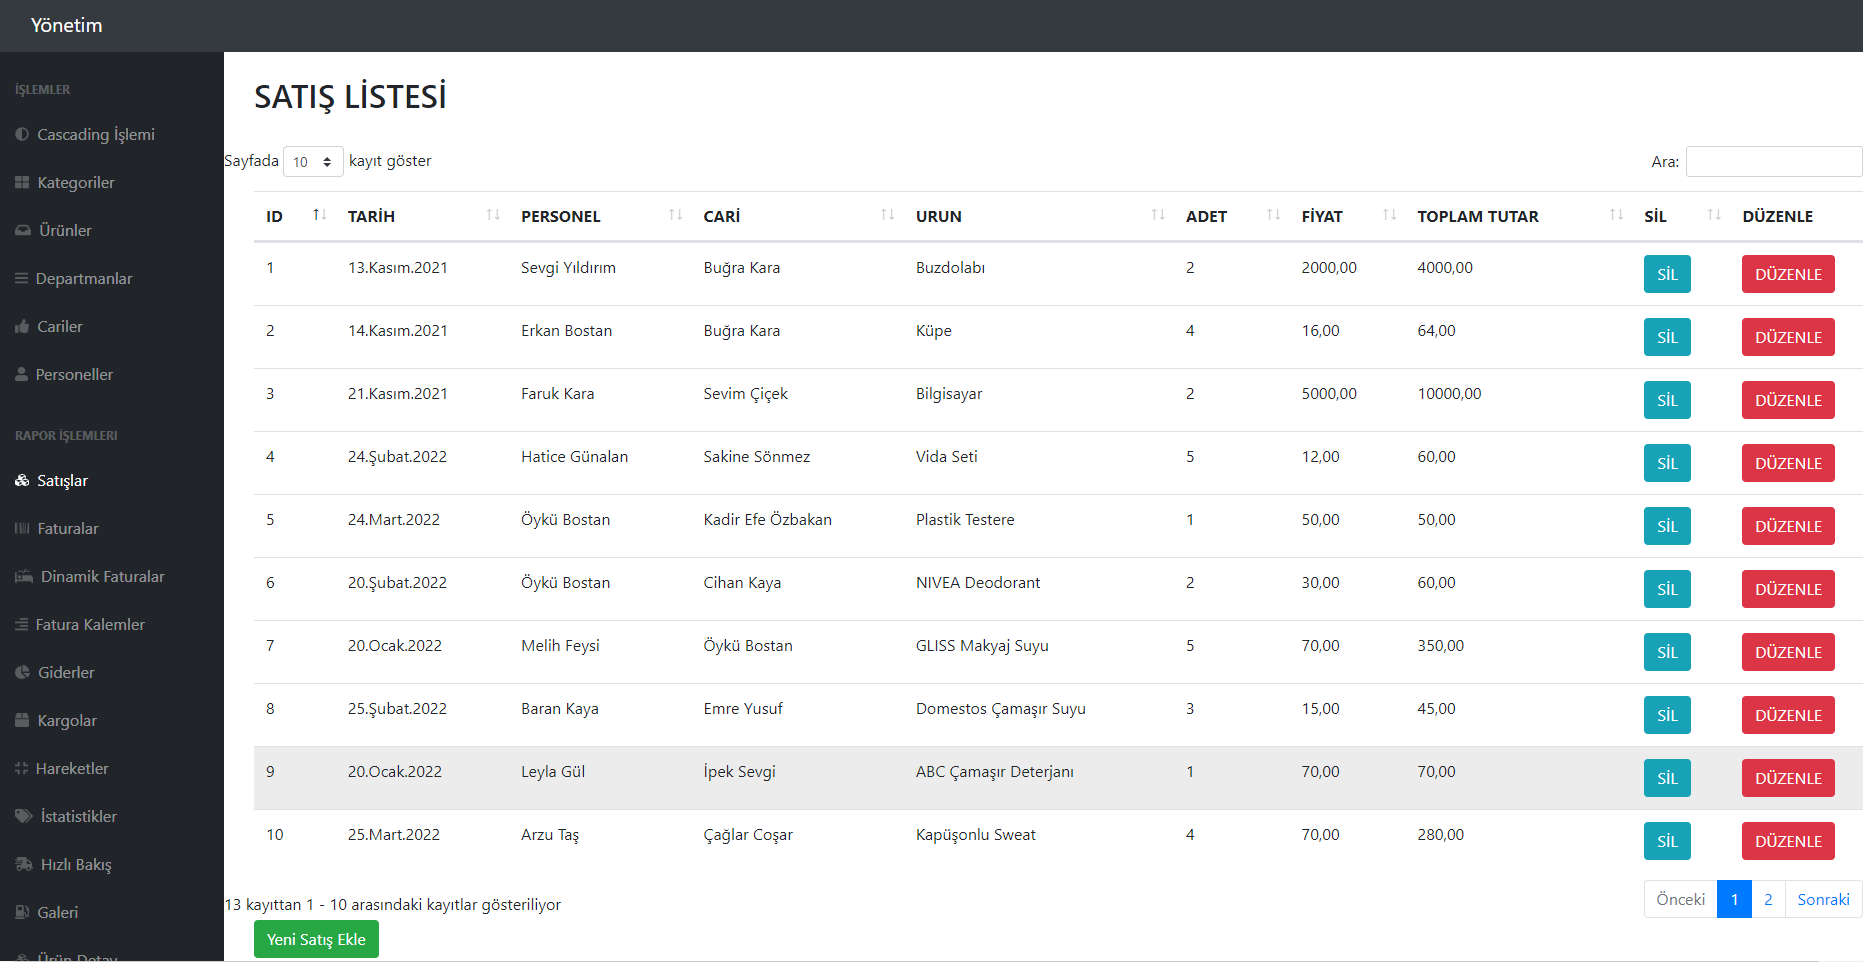 Yönetim
İŞLEMLER
Cascading İşlemi
Kategoriler
Ürünler
Departmanlar
Cariler
Personeller
RAPOR İŞLEMLERI
Satışlar
Faturalar
Dinamik Faturalar
Fatura Kalemler
Giderler
Kargolar
Hareketler
İstatistikler
Hızlı Bakış
Galeri
Ürün Detay
SATIŞ LİSTESİ
Sayfada 10 kayıt göster
Ara:
ID TARİH PERSONEL CARİ URUN ADET FİYAT TOPLAM TUTAR SİL DÜZENLE
1 13.Kasım.2021 Sevgi Yıldırım Buğra Kara Buzdolabı 2 2000,00 4000,00 SİL DÜZENLE
2 14.Kasım.2021 Erkan Bostan Buğra Kara Küpe 4 16,00 64,00 SİL DÜZENLE
3 21.Kasım.2021 Faruk Kara Sevim Çiçek Bilgisayar 2 5000,00 10000,00 SİL DÜZENLE
4 24.Şubat.2022 Hatice Günalan Sakine Sönmez Vida Seti 5 12,00 60,00 SİL DÜZENLE
5 24.Mart.2022 Öykü Bostan Kadir Efe Özbakan Plastik Testere 1 50,00 50,00 SİL DÜZENLE
6 20.Şubat.2022 Öykü Bostan Cihan Kaya NIVEA Deodorant 2 30,00 60,00 SİL DÜZENLE
7 20.Ocak.2022 Melih Feysi Öykü Bostan GLISS Makyaj Suyu 5 70,00 350,00 SİL DÜZENLE
8 25.Şubat.2022 Baran Kaya Emre Yusuf Domestos Çamaşır Suyu 3 15,00 45,00 SİL DÜZENLE
9 20.Ocak.2022 Leyla Gül İpek Sevgi ABC Çamaşır Deterjanı 1 70,00 70,00 SİL DÜZENLE
10 25.Mart.2022 Arzu Taş Çağlar Coşar Kapüşonlu Sweat 4 70,00 280,00 SİL DÜZENLE
13 kayıttan 1 - 10 arasındaki kayıtlar gösteriliyor
Önceki 1 2 Sonraki
Yeni Satış Ekle